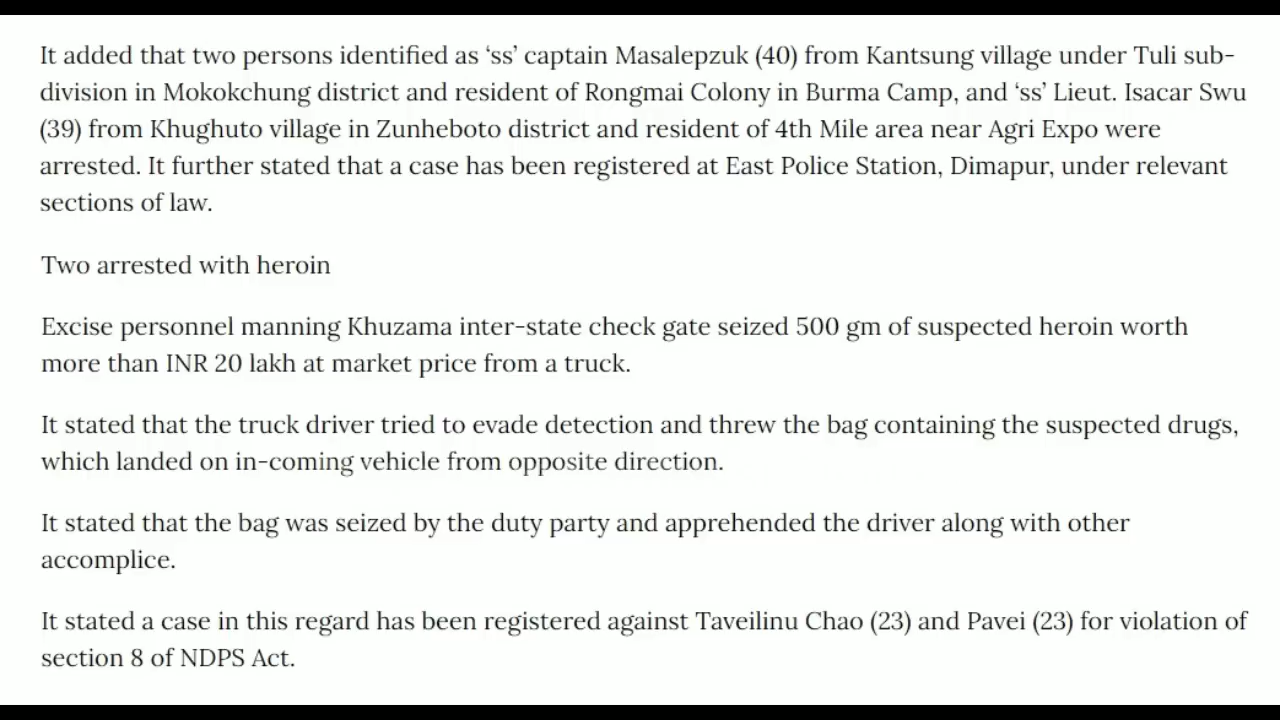 It added that two persons identified as ‘ss’ captain Masalepzuk (40) from Kantsung village under Tuli sub-
division in Mokokchung district and resident of Rongmai Colony in Burma Camp, and ‘ss’ Lieut. Isacar Swu
(39) from Khughuto village in Zunheboto district and resident of 4th Mile area near Agri Expo were
arrested. It further stated that a case has been registered at East Police Station, Dimapur, under relevant
sections of law.
Two arrested with heroin
Excise personnel manning Khuzama inter-state check gate seized 500 gm of suspected heroin worth
more than INR 20 lakh at market price from a truck.
It stated that the truck driver tried to evade detection and threw the bag containing the suspected drugs,
which landed on in-coming vehicle from opposite direction.
It stated that the bag was seized by the duty party and apprehended the driver along with other
accomplice.
It stated a case in this regard has been registered against Taveilinu Chao (23) and Pavei (23) for violation of
section 8 of NDPS Act.